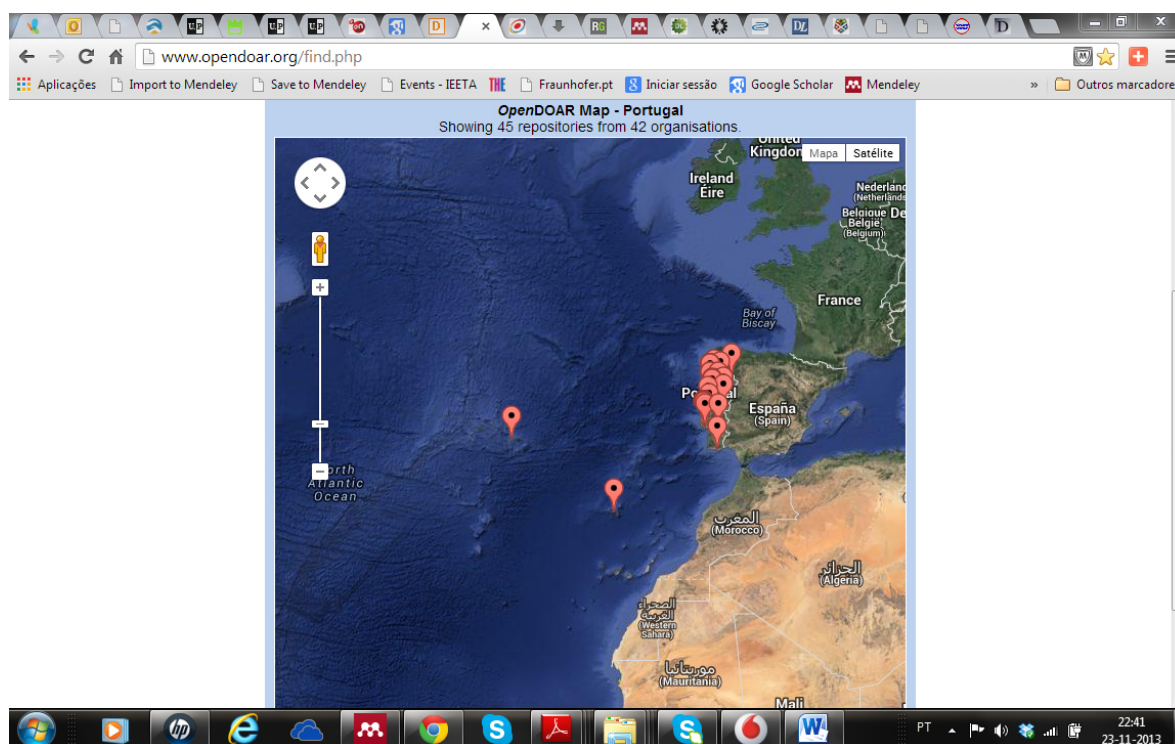 www.opendoar.org/find.php
Aplicações Import to Mendeley Save to Mendeley Events - IEETA THE Fraunhofer.pt Iniciar sessão Google Scholar Mendeley » Outros marcadore
OpenDOAR Map - Portugal
Showing 45 repositories from 42 organisations.
United
Kingdom
Mapa Satélite
Ireland
Éire
Nederland
(Netherlands
Belgique
België
(Belgium)
France
Bay of
Biscay
España
(Spain)
North
Atlantic
Ocean
المغرب
(Morocco)
الجزائر
(Algeria)
الصحراء
الغربية
(Western
Sahara)
موريتانيا
(Mauritania)
Mali
PT
22:41
23-11-2013